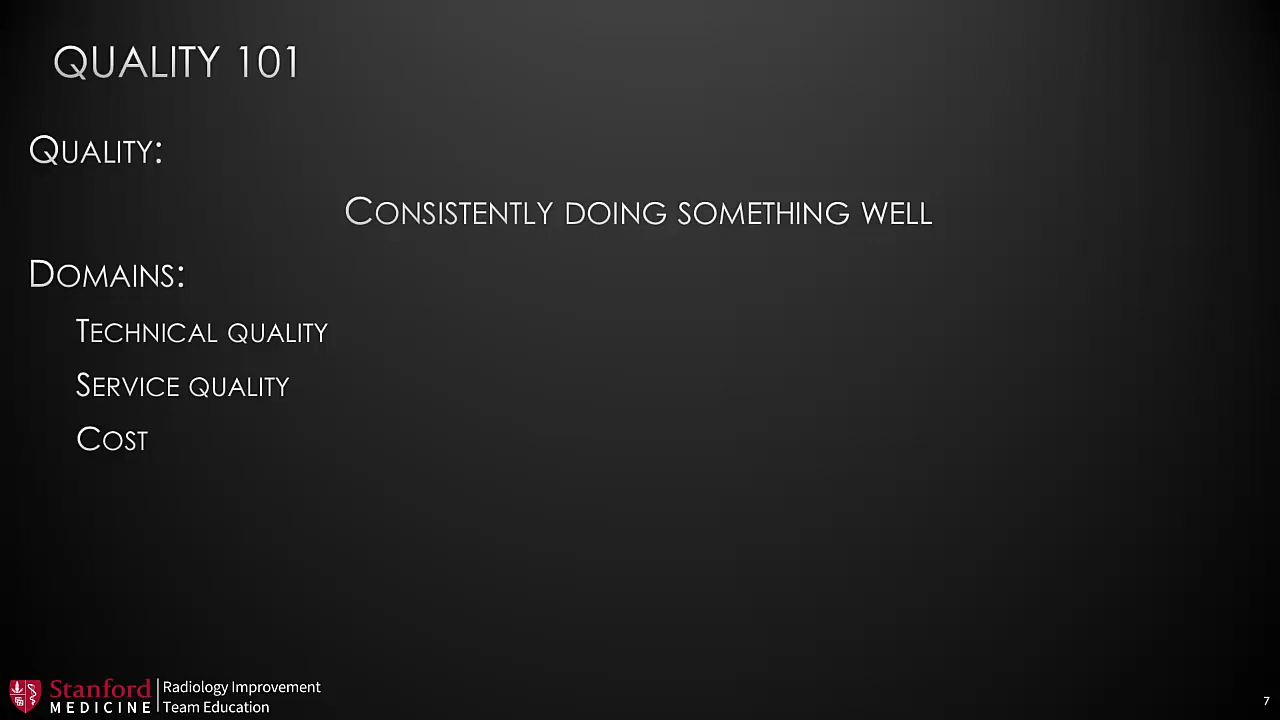 QUALITY 101
QUALITY:
CONSISTENTLY DOING SOMETHING WELL
DOMAINS:
TECHNICAL QUALITY
SERVICE QUALITY
COST
Stanford
MEDICINE
Radiology Improvement
Team Education
7